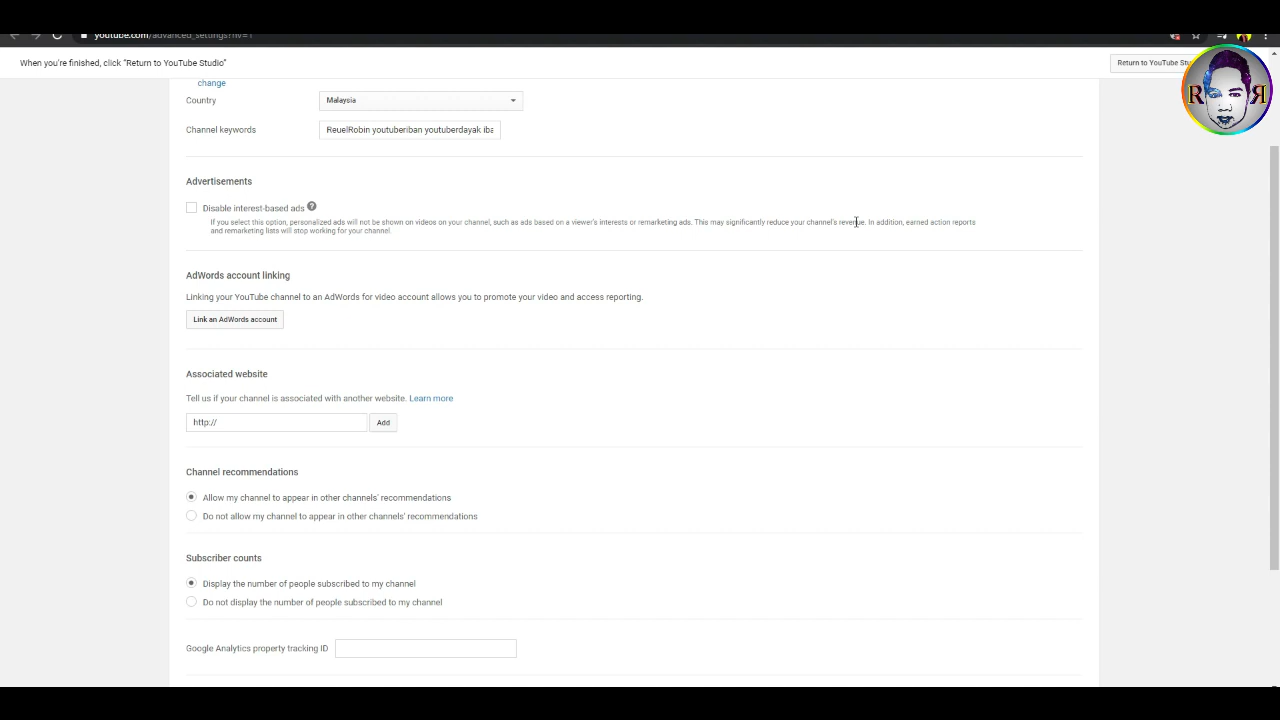 youtube.com/advanced_settings?nv=1
When you're finished, click "Return to YouTube Studio"
Return to YouTube Stu
change
Country
Malaysia
Channel keywords
ReuelRobin youtuberiban youtuberdayak iba
Advertisements
Disable interest-based ads
If you select this option, personalized ads will not be shown on videos on your channel, such as ads based on a viewer's interests or remarketing ads. This may significantly reduce your channel's revenue. In addition, earned action reports
and remarketing lists will stop working for your channel.
AdWords account linking
Linking your YouTube channel to an AdWords for video account allows you to promote your video and access reporting.
Link an AdWords account
Associated website
Tell us if your channel is associated with another website. Learn more
http://
Add
Channel recommendations
Allow my channel to appear in other channels' recommendations
Do not allow my channel to appear in other channels' recommendations
Subscriber counts
Display the number of people subscribed to my channel
Do not display the number of people subscribed to my channel
Google Analytics property tracking ID